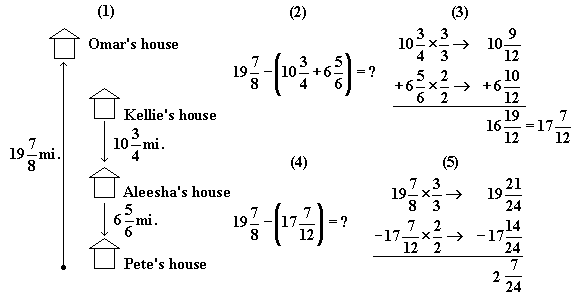 (1)
Omar's house
Kellie's house
19 7/8 mi.
10 3/4 mi.
Aleesha's house
6 5/6 mi.
Pete's house
(2)
19 7/8 − (10 3/4 + 6 5/6) = ?
(3)
10 3/4 × 3/3 → 10 9/12
+6 5/6 × 2/2 → +6 10/12
16 19/12 = 17 7/12
(4)
19 7/8 − (17 7/12) = ?
(5)
19 7/8 × 3/3 → 19 21/24
−17 7/12 × 2/2 → −17 14/24
2 7/24